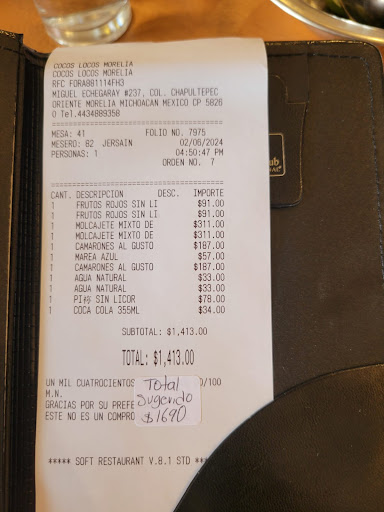 COCOS LOCOS MORELIA
COCOS LOCOS MORELIA
RFC FORA881114FH3
MIGUEL ECHEGARAY #237, COL. CHAPULTEPEC
ORIENTE MORELIA MICHOACAN MEXICO CP 5826
0 Tel.4434889358
MESA: 41 FOLIO NO. 7975
MESERO: 82 JERSAIN 02/06/2024
PERSONAS: 1 04:50:47 PM
ORDEN NO. 7
CANT. DESCRIPCION DESC. IMPORTE
1 FRUTOS ROJOS SIN LI $91.00
1 FRUTOS ROJOS SIN LI $91.00
1 MOLCAJETE MIXTO DE $311.00
1 MOLCAJETE MIXTO DE $311.00
1 CAMARONES AL GUSTO $187.00
1 MAREA AZUL $57.00
1 CAMARONES AL GUSTO $187.00
1 AGUA NATURAL $33.00
1 AGUA NATURAL $33.00
1 SIN LICOR $78.00
1 COCA COLA 355ML $34.00
SUBTOTAL: $1,413.00
TOTAL: $1,413.00
UN MIL CUATROCIENTOS 0/100
M.N.
GRACIAS POR SU PREFE
ESTE NO ES UN COMPRO
Total
Sugerido
$1690
***** SOFT RESTAURANT V.8.1 STD ***